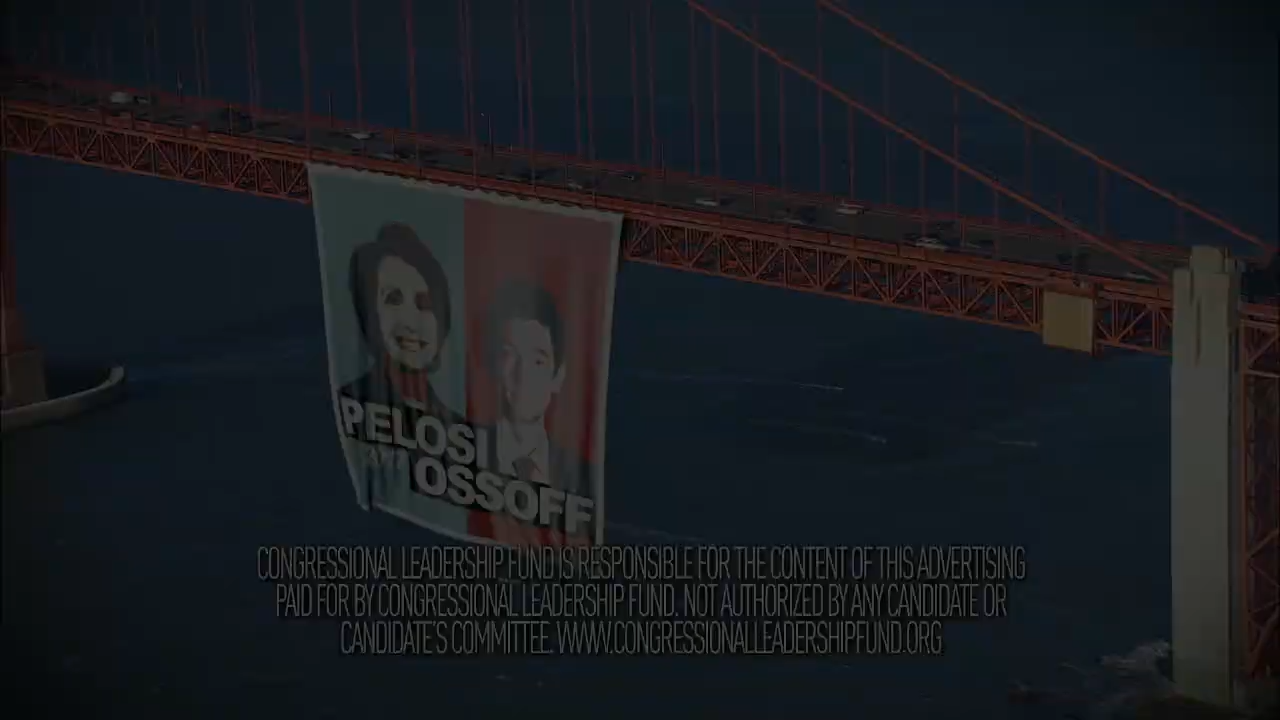 PELOSI
OSSOFF
CONGRESSIONAL LEADERSHIP FUND IS RESPONSIBLE FOR THE CONTENT OF THIS ADVERTISING
PAID FOR BY CONGRESSIONAL LEADERSHIP FUND. NOT AUTHORIZED BY ANY CANDIDATE OR
CANDIDATE'S COMMITTEE. WWW.CONGRESSIONALLEADERSHIPFUND.ORG